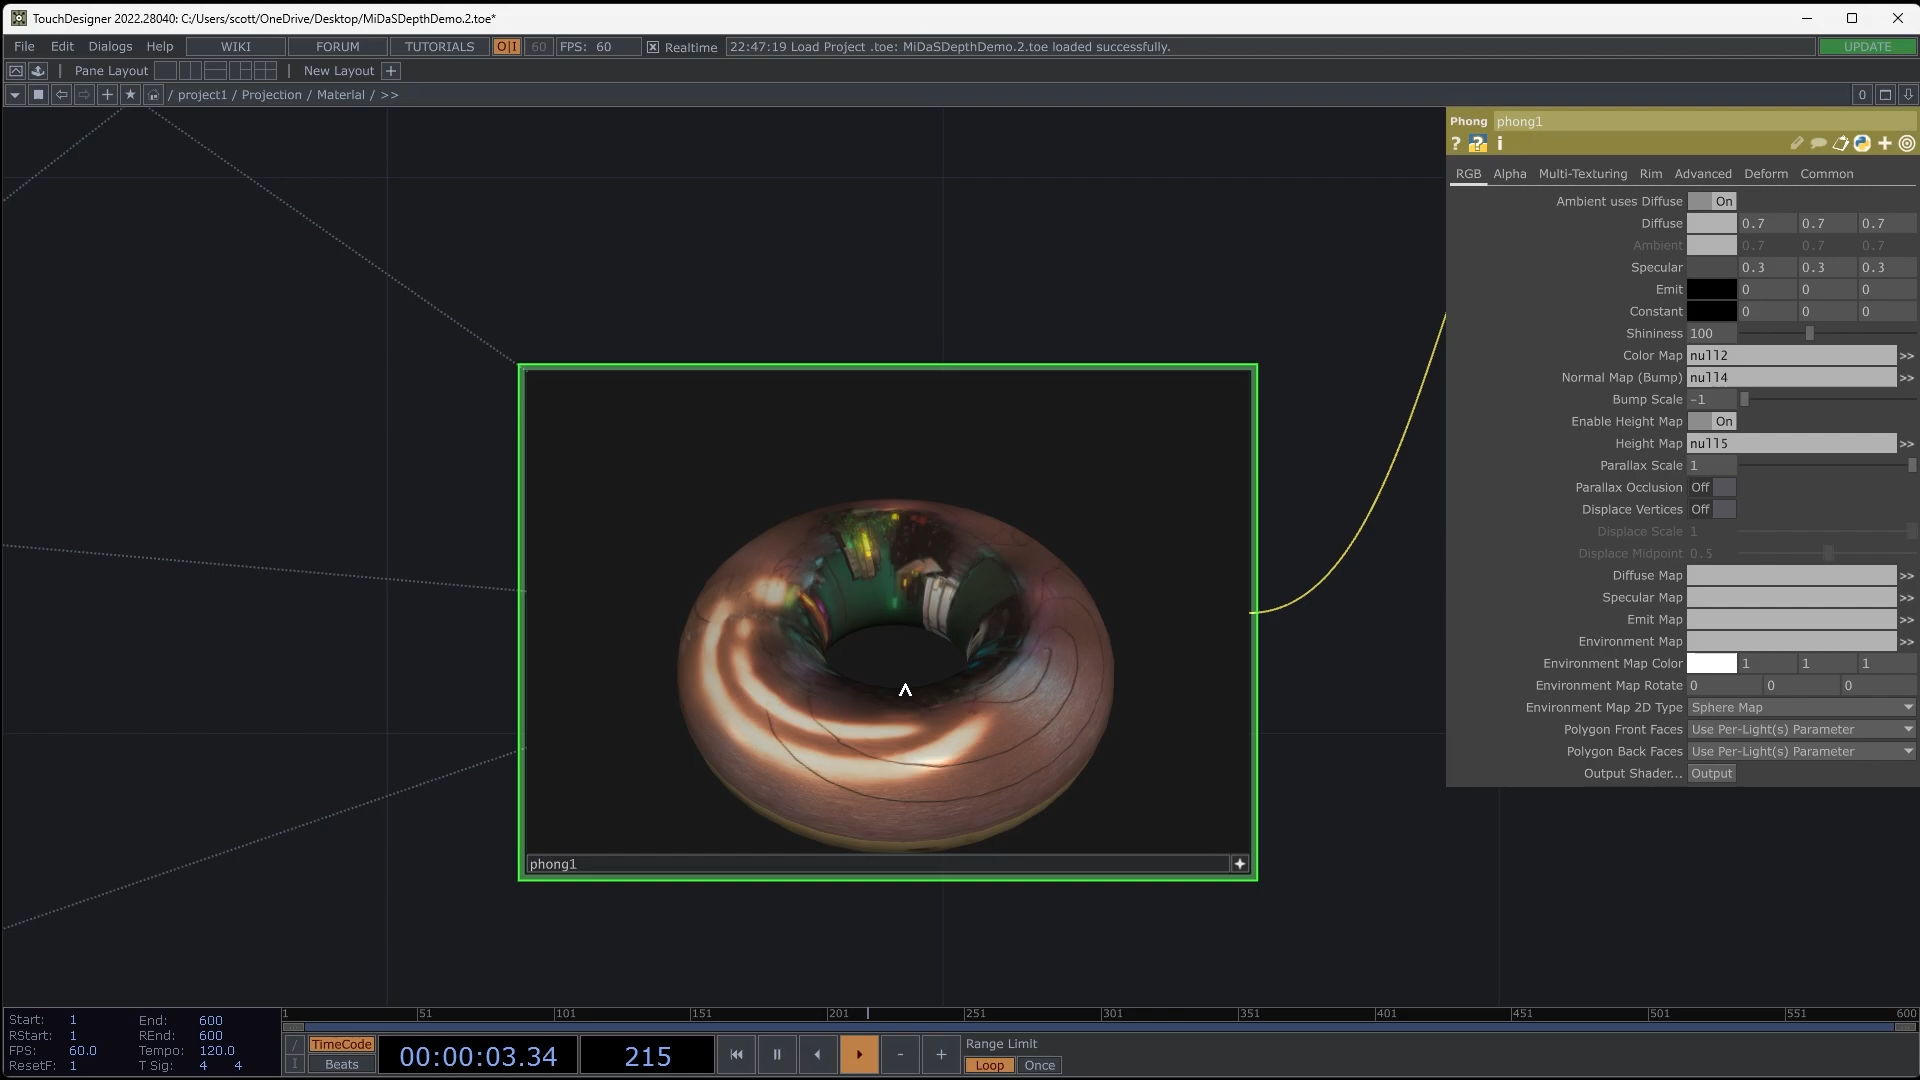 TouchDesigner 2022.28040: C:/Users/scott/OneDrive/Desktop/MiDaSDepthDemo.2.toe*
File Edit Dialogs Help WIKI FORUM TUTORIALS O|I 60 FPS: 60 Realtime 22:47:19 Load Project .toe: MiDaSDepthDemo.2.toe loaded successfully. UPDATE
Pane Layout New Layout +
/ project1 / Projection / Material / >> 0
Phong phong1
? ? i
RGB Alpha Multi-Texturing Rim Advanced Deform Common
Ambient uses Diffuse On
Diffuse 0.7 0.7 0.7
Ambient 0.7 0.7 0.7
Specular 0.3 0.3 0.3
Emit 0 0 0
Constant 0 0 0
Shininess 100
Color Map null2 >>
Normal Map (Bump) null4 >>
Bump Scale -1
Enable Height Map On
Height Map null5 >>
Parallax Scale 1
Parallax Occlusion Off
Displace Vertices Off
Displace Scale 1
Displace Midpoint 0.5
Diffuse Map >>
Specular Map >>
Emit Map >>
Environment Map >>
Environment Map Color 1 1 1
Environment Map Rotate 0 0 0
Environment Map 2D Type Sphere Map
Polygon Front Faces Use Per-Light(s) Parameter
Polygon Back Faces Use Per-Light(s) Parameter
Output Shader... Output
phong1
1 51 101 151 201 251 301 351 401 451 501 551 600
Start: 1 End: 600
RStart: 1 REnd: 600
FPS: 60.0 Tempo: 120.0
ResetF: 1 T Sig: 4 4
/ TimeCode
I Beats
00:00:03.34 215 - +
Range Limit
Loop Once